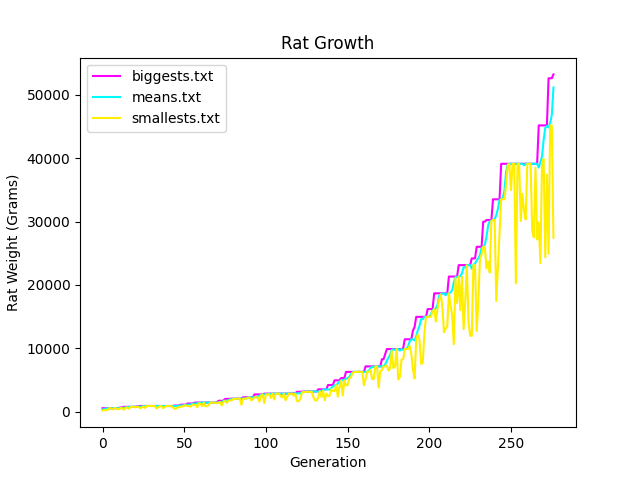 Rat Growth
biggests.txt
means.txt
smallests.txt
50000
40000
30000
20000
10000
0
Rat Weight (Grams)
0 50 100 150 200 250
Generation